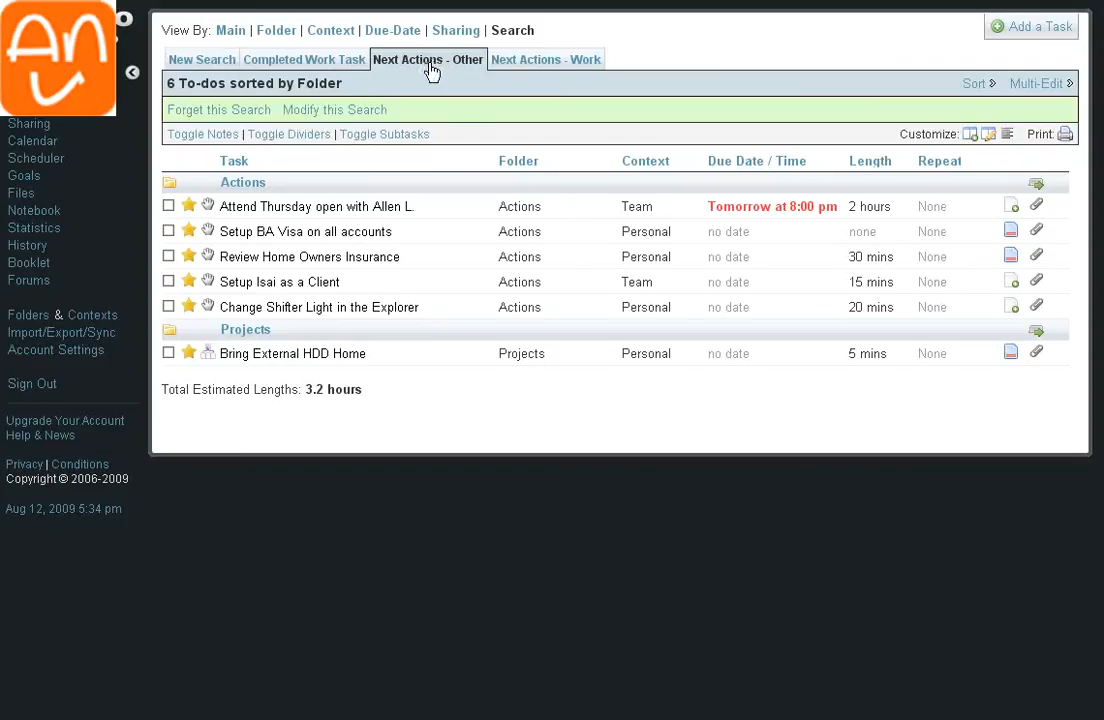 An
O
View By: Main | Folder | Context | Due-Date | Sharing | Search
Add a Task
New Search
Completed Work Task
Next Actions - Other
Next Actions - Work
6 To-dos sorted by Folder
Sort
Multi-Edit
Forget this Search
Modify this Search
Toggle Notes | Toggle Dividers | Toggle Subtasks
Customize:
Print:
Task Folder Context Due Date / Time Length Repeat
Actions
Attend Thursday open with Allen L. Actions Team Tomorrow at 8:00 pm 2 hours None
Setup BA Visa on all accounts Actions Personal no date none None
Review Home Owners Insurance Actions Personal no date 30 mins None
Setup Isai as a Client Actions Team no date 15 mins None
Change Shifter Light in the Explorer Actions Personal no date 20 mins None
Projects
Bring External HDD Home Projects Personal no date 5 mins None
Total Estimated Lengths: 3.2 hours
Sharing
Calendar
Scheduler
Goals
Files
Notebook
Statistics
History
Booklet
Forums
Folders & Contexts
Import/Export/Sync
Account Settings
Sign Out
Upgrade Your Account
Help & News
Privacy | Conditions
Copyright © 2006-2009
Aug 12, 2009 5:34 pm